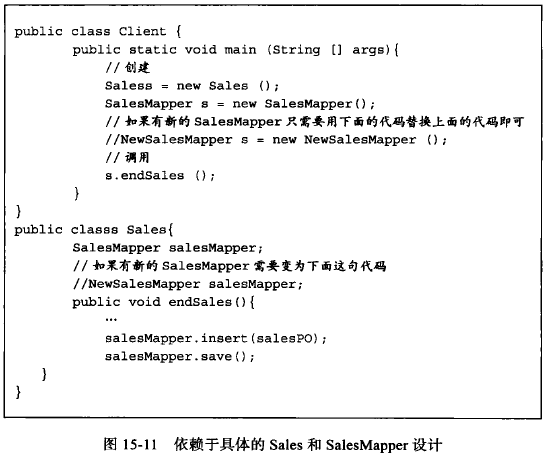 public class Client {
public static void main (String [] args){
// 创建
Saless = new Sales ();
SalesMapper s = new SalesMapper();
// 如果有新的 SalesMapper 只需要用下面的代码替换上面的代码即可
//NewSalesMapper s = new NewSalesMapper ();
// 调用
s.endSales ();
}
}
public classs Sales{
SalesMapper salesMapper;
// 如果有新的 SalesMapper 需要变为下面这句代码
//NewSalesMapper salesMapper;
public void endSales(){
…
salesMapper.insert(salesPO);
salesMapper.save();
}
}
图 15-11 依赖于具体的 Sales 和 SalesMapper 设计